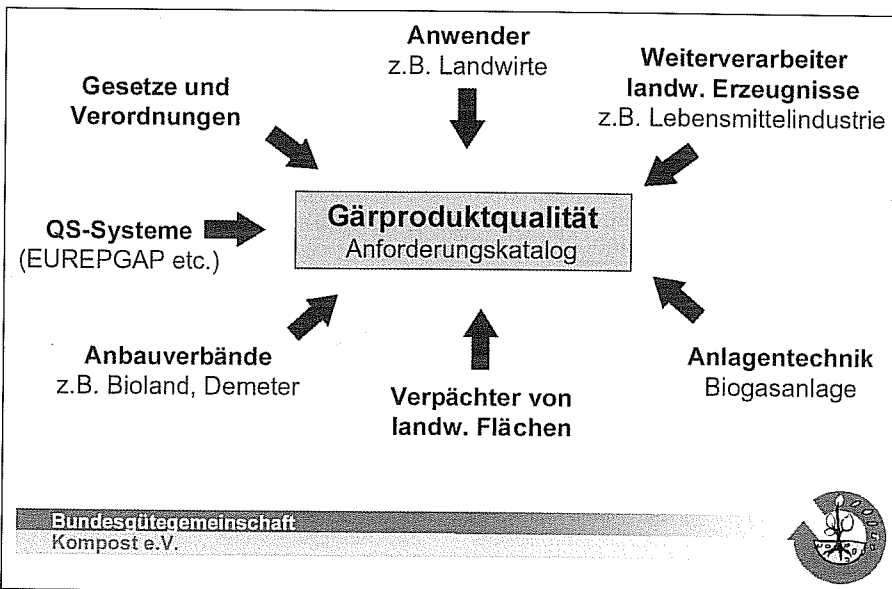 Anwender
z.B. Landwirte
Weiterverarbeiter
landw. Erzeugnisse
z.B. Lebensmittelindustrie
Gesetze und
Verordnungen
Gärproduktqualität
Anforderungskatalog
QS-Systeme
(EUREPGAP etc.)
Anbauverbände
z.B. Bioland, Demeter
Verpächter von
landw. Flächen
Anlagentechnik
Biogasanlage
Bundesgütegemeinschaft
Kompost e.V.